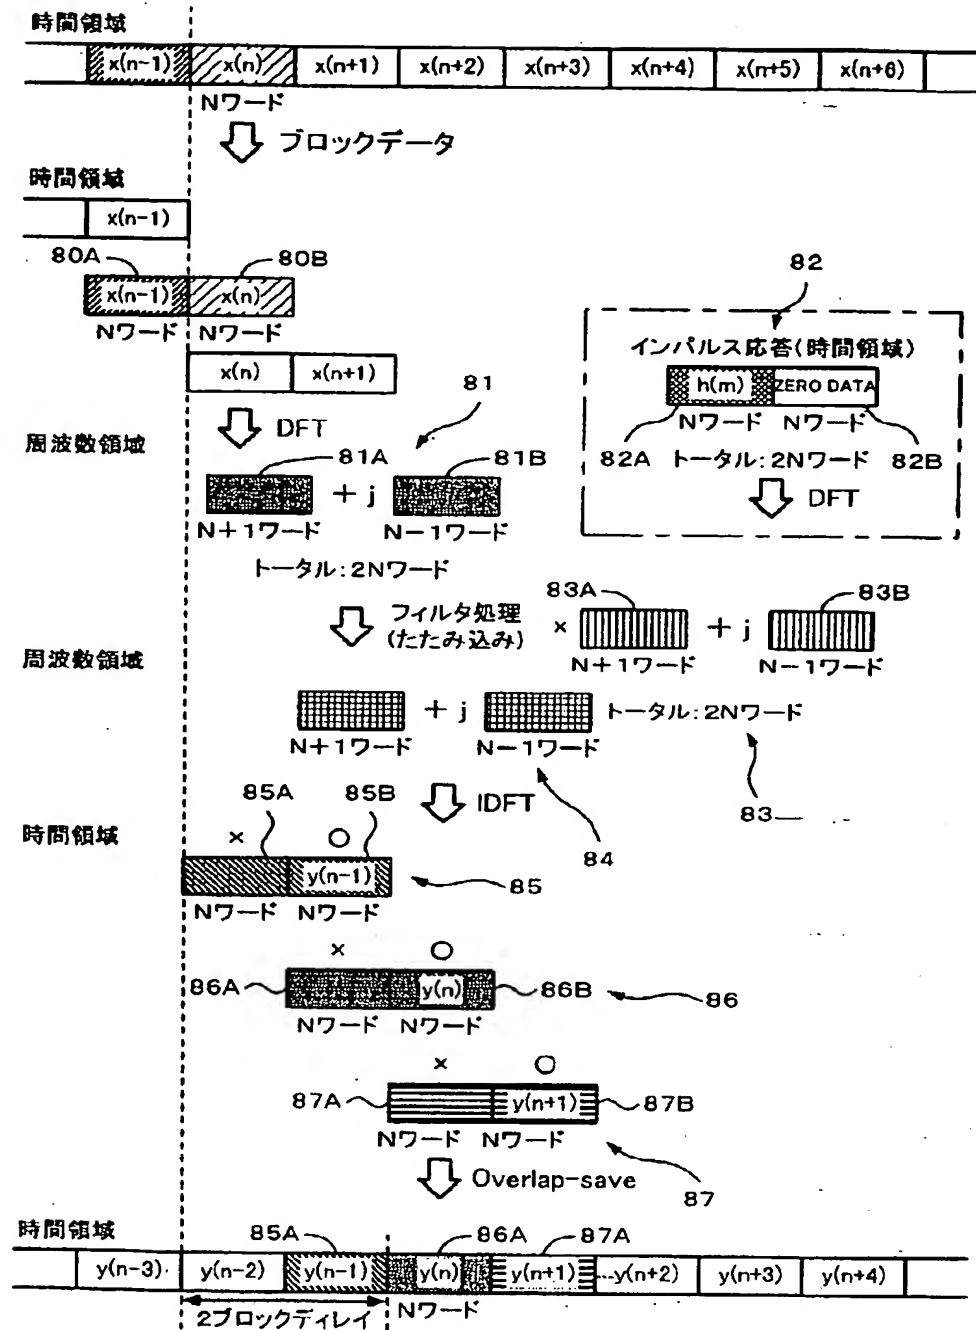 時間領域
x(n-1) x(n) x(n+1) x(n+2) x(n+3) x(n+4) x(n+5) x(n+6)
Nワード
ブロックデータ
時間領域
x(n-1)
80A 80B
x(n-1) x(n)
Nワード Nワード
x(n) x(n+1)
82
インパルス応答(時間領域)
h(m) ZERO DATA
Nワード Nワード
82A トータル:2Nワード 82B
DFT
DFT
81
周波数領域
81A 81B
+ j
N+1ワード N-1ワード
トータル:2Nワード
フィルタ処理
(たたみ込み)
83A 83B
× + j
N+1ワード N-1ワード
周波数領域
+ j トータル:2Nワード
N+1ワード N-1ワード
83
84
IDFT
85A 85B
時間領域
× ○
y(n-1) 85
Nワード Nワード
× ○
86A y(n) 86B 86
Nワード Nワード
× ○
87A y(n+1) 87B
Nワード Nワード
87
Overlap-save
時間領域
85A 86A 87A
y(n-3) y(n-2) y(n-1) y(n) y(n+1) y(n+2) y(n+3) y(n+4)
2ブロックディレイ Nワード